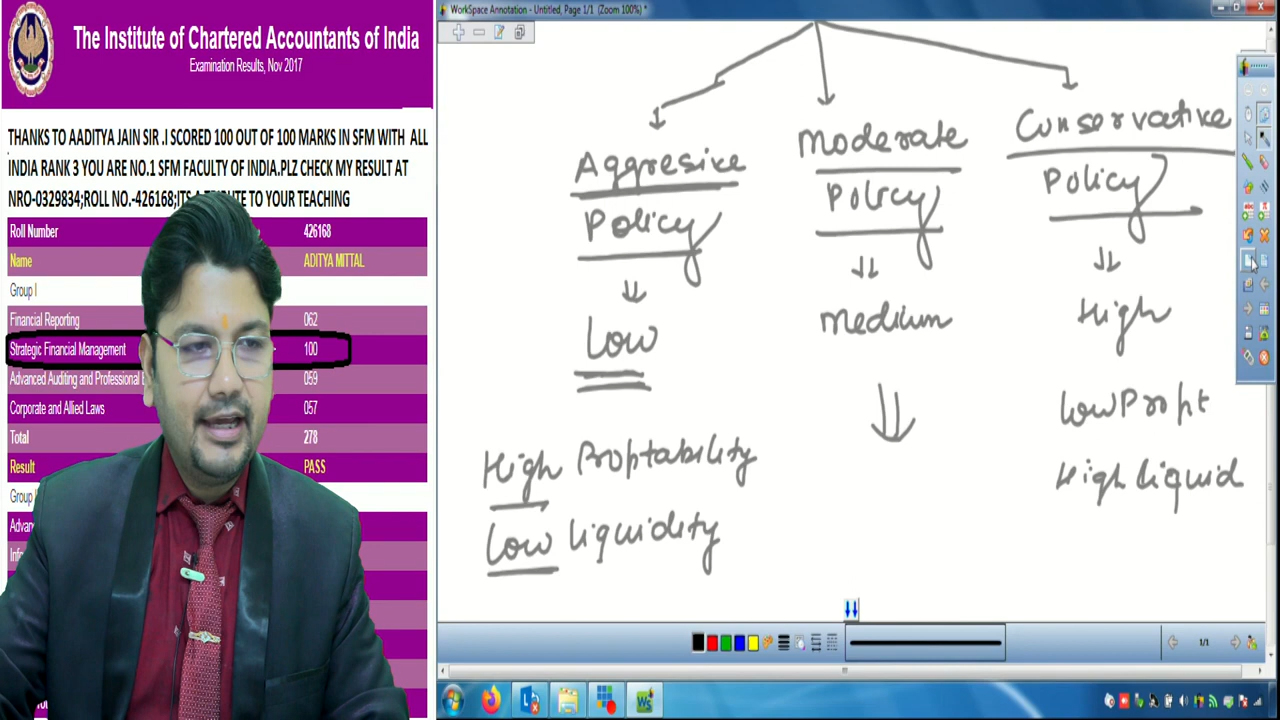 The Institute of Chartered Accountants of India
Examination Results, Nov 2017
THANKS TO AADITYA JAIN SIR .I SCORED 100 OUT OF 100 MARKS IN SFM WITH ALL
INDIA RANK 3 YOU ARE NO.1 SFM FACULTY OF INDIA.PLZ CHECK MY RESULT AT
NRO-0329834;ROLL NO.-426168;ITS A TRIBUTE TO YOUR TEACHING
Roll Number 426168
Name ADITYA MITTAL
Group I
Financial Reporting 062
Strategic Financial Management 100
Advanced Auditing and Professional 059
Corporate and Allied Laws 057
Total 278
Result PASS
Group
WorkSpace Annotation - Untitled, Page 1/1 (Zoom 100%) *
Aggresive
Policy
Low
High Profitability
Low liquidity
Moderate
Policy
Medium
Conservative
Policy
High
Low Profit
High liquid
1/1